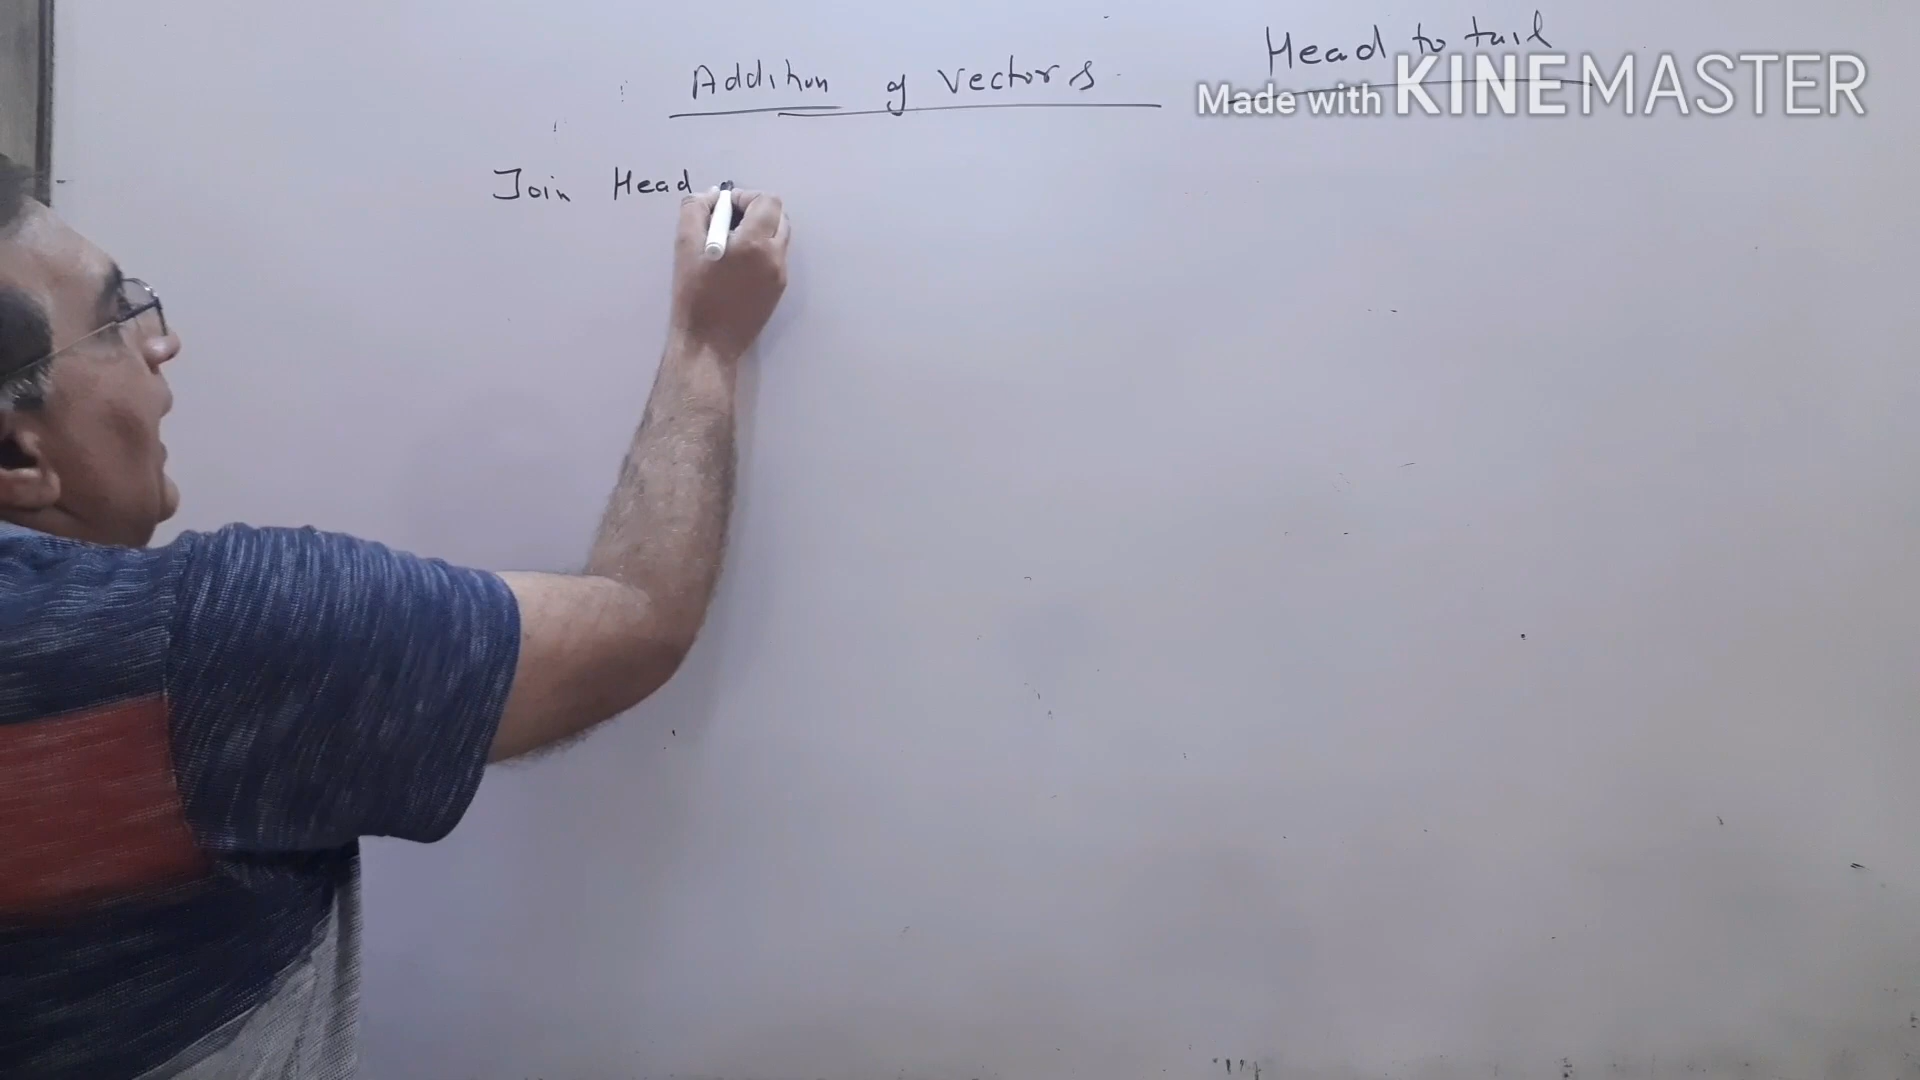 Addition of vectors
Head to tail
Made with KINEMASTER
Join Head